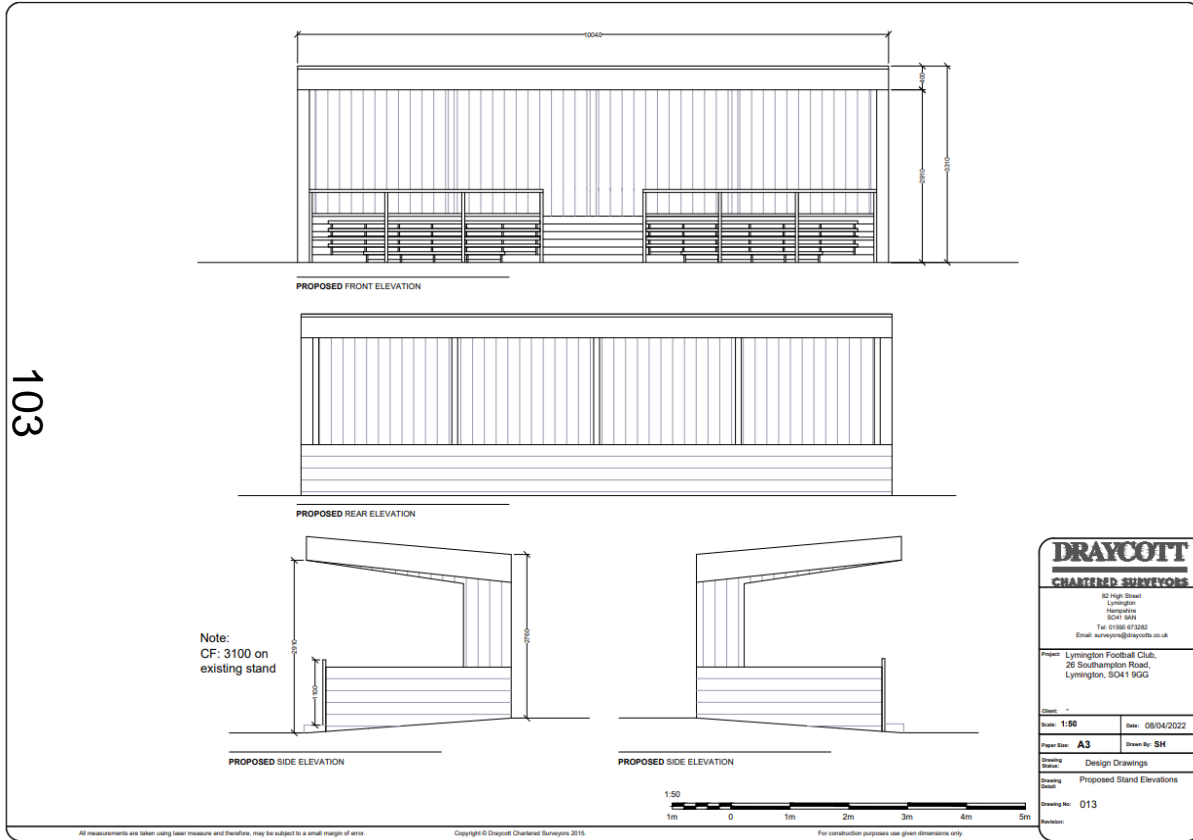 10040
400
2910
3310
PROPOSED FRONT ELEVATION
103
PROPOSED REAR ELEVATION
Note:
CF: 3100 on
existing stand
2910
1100
2760
PROPOSED SIDE ELEVATION
PROPOSED SIDE ELEVATION
1:50
1m 0 1m 2m 3m 4m 5m
DRAYCOTT
CHARTERED SURVEYORS
82 High Street
Lymington
Hampshire
SO41 9AN
Tel: 01590 673282
Email: surveyors@draycotts.co.uk
Project: Lymington Football Club,
26 Southampton Road,
Lymington, SO41 9GG
Client: -
Scale: 1:50 Date: 08/04/2022
Paper Size: A3 Drawn By: SH
Drawing Status: Design Drawings
Drawing Detail: Proposed Stand Elevations
Drawing No: 013
Revision:
All measurements are taken using laser measure and therefore, may be subject to a small margin of error.
Copyright © Draycott Chartered Surveyors 2015.
For construction purposes use given dimensions only.